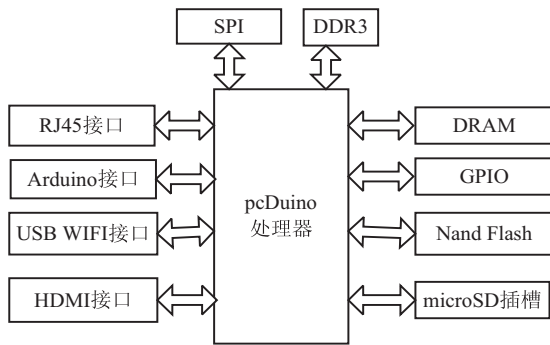 SPI
DDR3
RJ45接口
Arduino接口
USB WIFI接口
HDMI接口
pcDuino
处理器
DRAM
GPIO
Nand Flash
microSD插槽